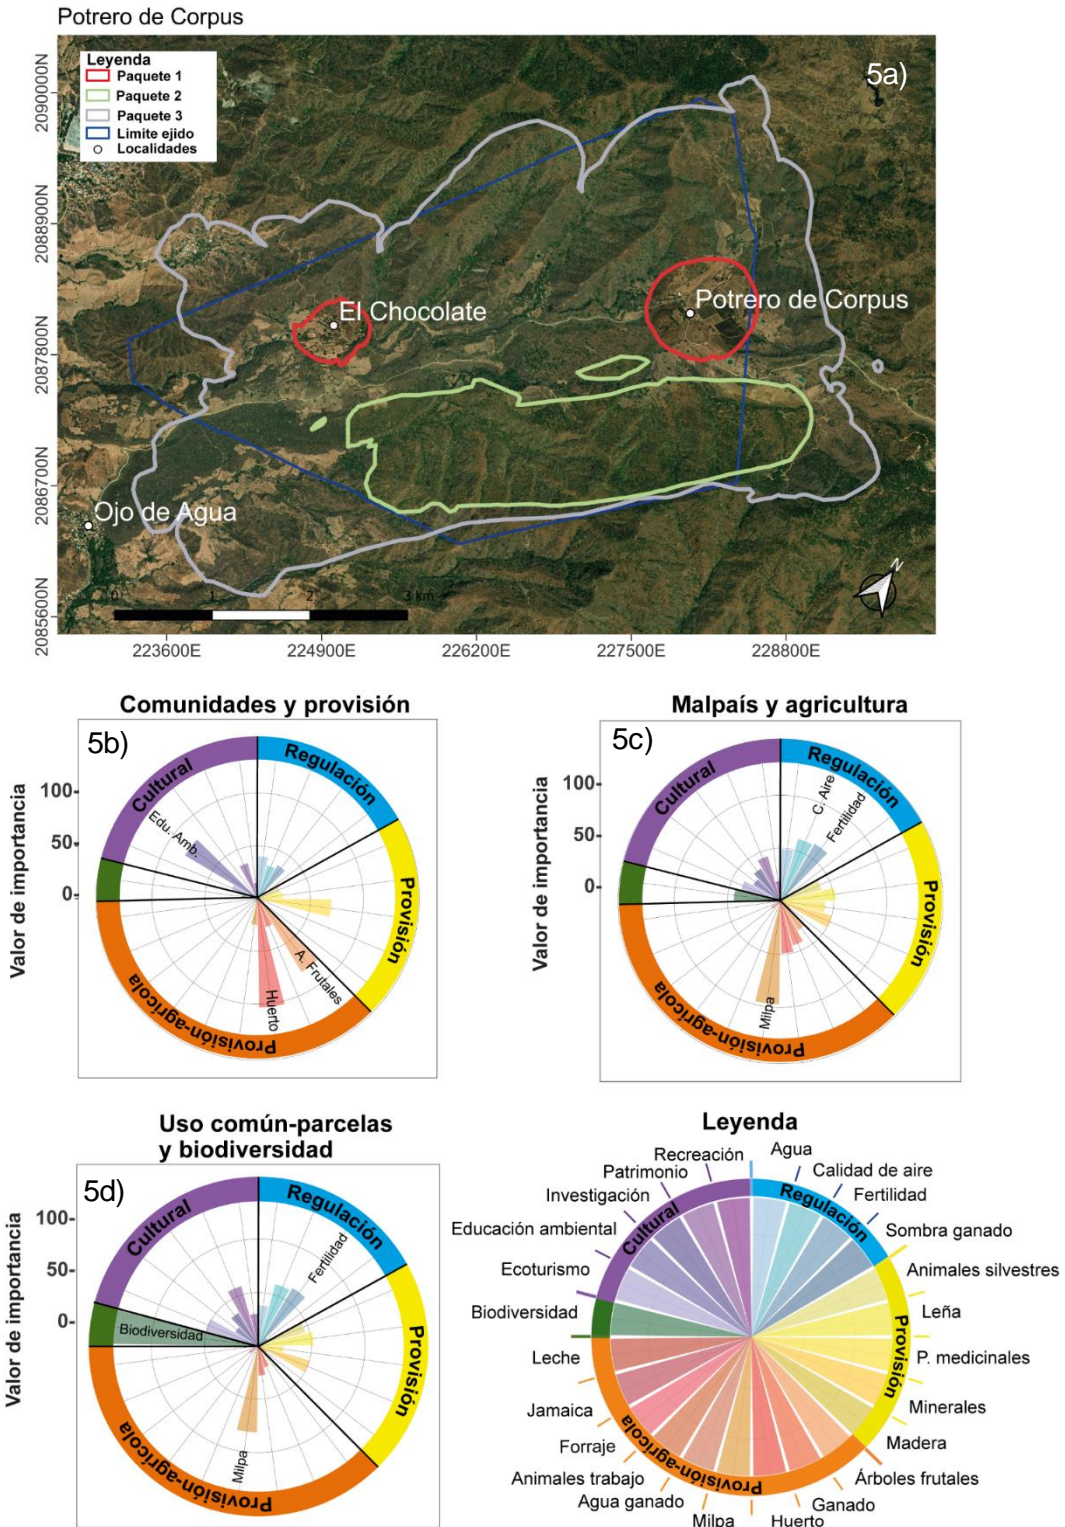 Potrero de Corpus
5a)
Leyenda
Paquete 1
Paquete 2
Paquete 3
Limite ejido
Localidades
2090000N
2088900N
2087800N
2086700N
2085600N
El Chocolate
Potrero de Corpus
Ojo de Agua
N
0 1 2 3 km
223600E 224900E 226200E 227500E 228800E
Comunidades y provisión
5b)
Valor de importancia
100
50
0
Cultural
Regulación
Provisión
Provisión-agrícola
Edu. Amb.
A. Frutales
Huerto
Malpaís y agricultura
5c)
Valor de importancia
100
50
0
Cultural
Regulación
Provisión
Provisión-agrícola
C. Aire
Fertilidad
Milpa
Uso común-parcelas
y biodiversidad
5d)
Valor de importancia
100
50
0
Cultural
Regulación
Provisión
Provisión-agrícola
Fertilidad
Biodiversidad
Milpa
Leyenda
Cultural
Regulación
Provisión
Provisión-agrícola
Agua
Calidad de aire
Fertilidad
Sombra ganado
Animales silvestres
Leña
P. medicinales
Minerales
Madera
Árboles frutales
Ganado
Huerto
Milpa
Agua ganado
Animales trabajo
Forraje
Jamaica
Leche
Biodiversidad
Ecoturismo
Educación ambiental
Investigación
Patrimonio
Recreación